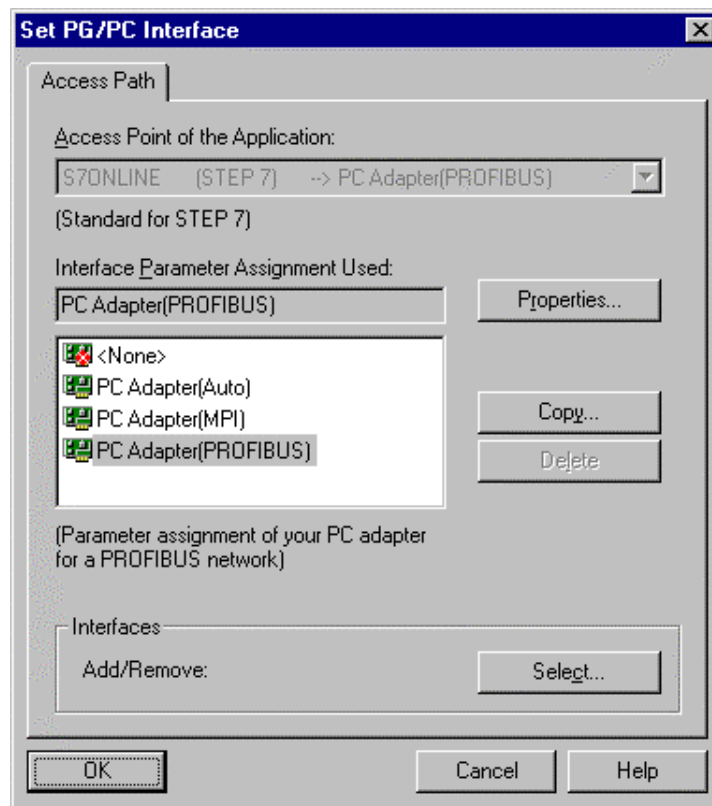 Set PG/PC Interface
Access Path
Access Point of the Application:
S7ONLINE (STEP 7) --> PC Adapter(PROFIBUS)
(Standard for STEP 7)
Interface Parameter Assignment Used:
PC Adapter(PROFIBUS)
Properties...
<None>
PC Adapter(Auto)
PC Adapter(MPI)
PC Adapter(PROFIBUS)
Copy...
Delete
(Parameter assignment of your PC adapter
for a PROFIBUS network)
Interfaces
Add/Remove:
Select...
OK
Cancel
Help